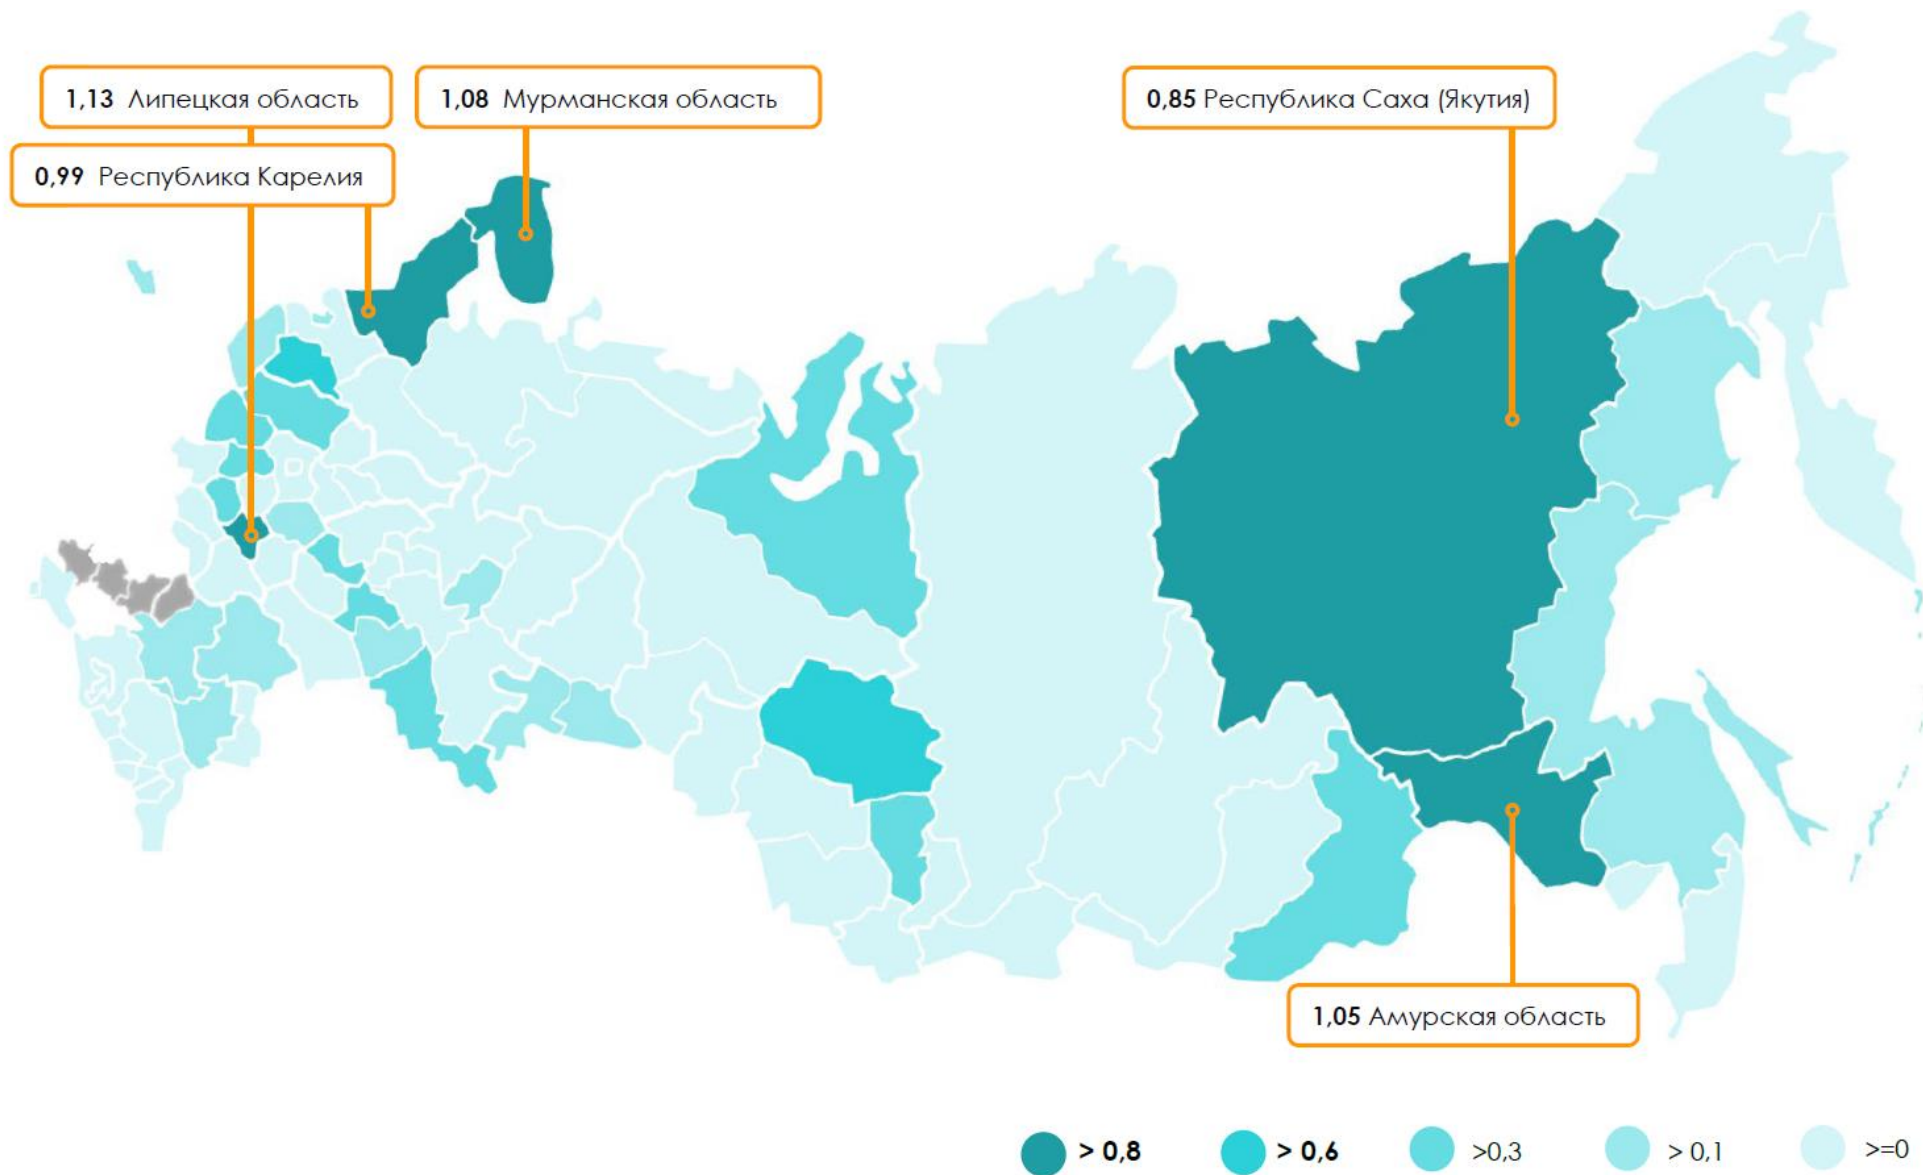 1,13 Липецкая область
1,08 Мурманская область
0,85 Республика Саха (Якутия)
0,99 Республика Карелия
1,05 Амурская область
> 0,8
> 0,6
>0,3
> 0,1
>=0